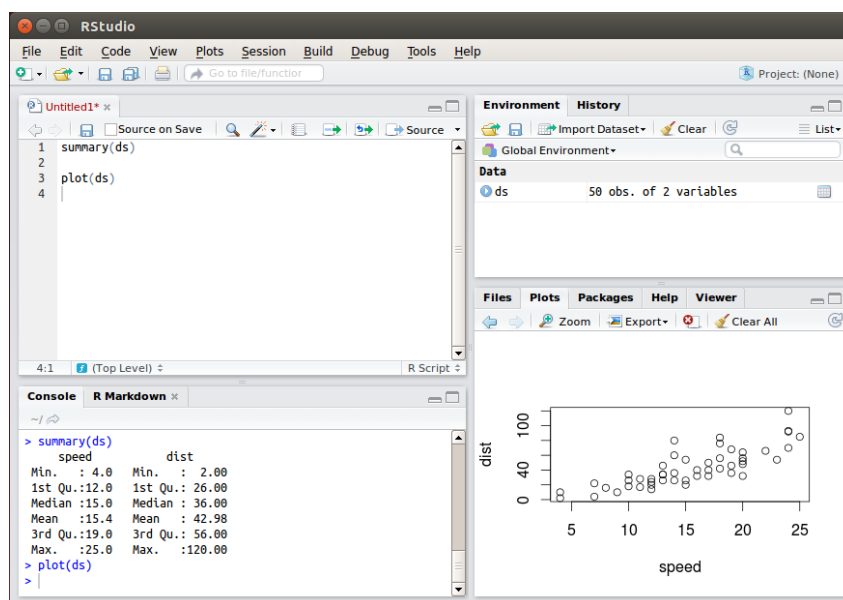 RStudio
File Edit Code View Plots Session Build Debug Tools Help
Go to file/function
Project: (None)
Untitled1*
Source on Save
Source
1 summary(ds)
2
3 plot(ds)
4
4:1 (Top Level) R Script
Console R Markdown
~/
> summary(ds)
speed dist
Min. : 4.0 Min. : 2.00
1st Qu.:12.0 1st Qu.: 26.00
Median :15.0 Median : 36.00
Mean :15.4 Mean : 42.98
3rd Qu.:19.0 3rd Qu.: 56.00
Max. :25.0 Max. :120.00
> plot(ds)
>
Environment History
Import Dataset Clear List
Global Environment
Data
ds 50 obs. of 2 variables
Files Plots Packages Help Viewer
Zoom Export Clear All
dist
100
40
0
5 10 15 20 25
speed